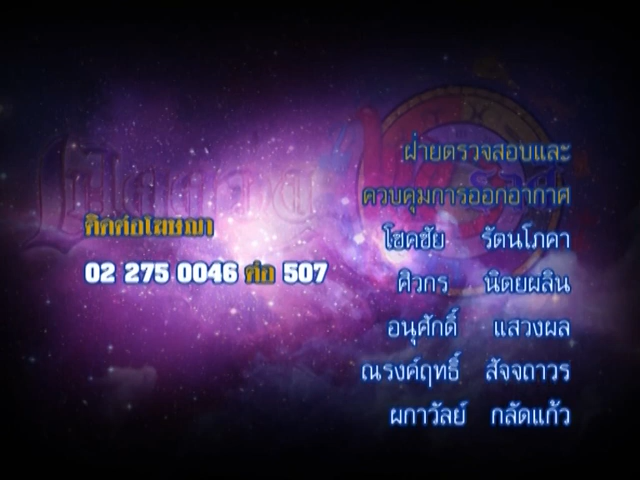 ติดต่อโฆษณา
02 275 0046 ต่อ 507
ฝ่ายตรวจสอบและ
ควบคุมการออกอากาศ
โชคชัย รัตนโภคา
ศิวกร นิตยผลิน
อนุศักดิ์ แสวงผล
ณรงค์ฤทธิ์ สัจจถาวร
ผกาวัลย์ กลัดแก้ว